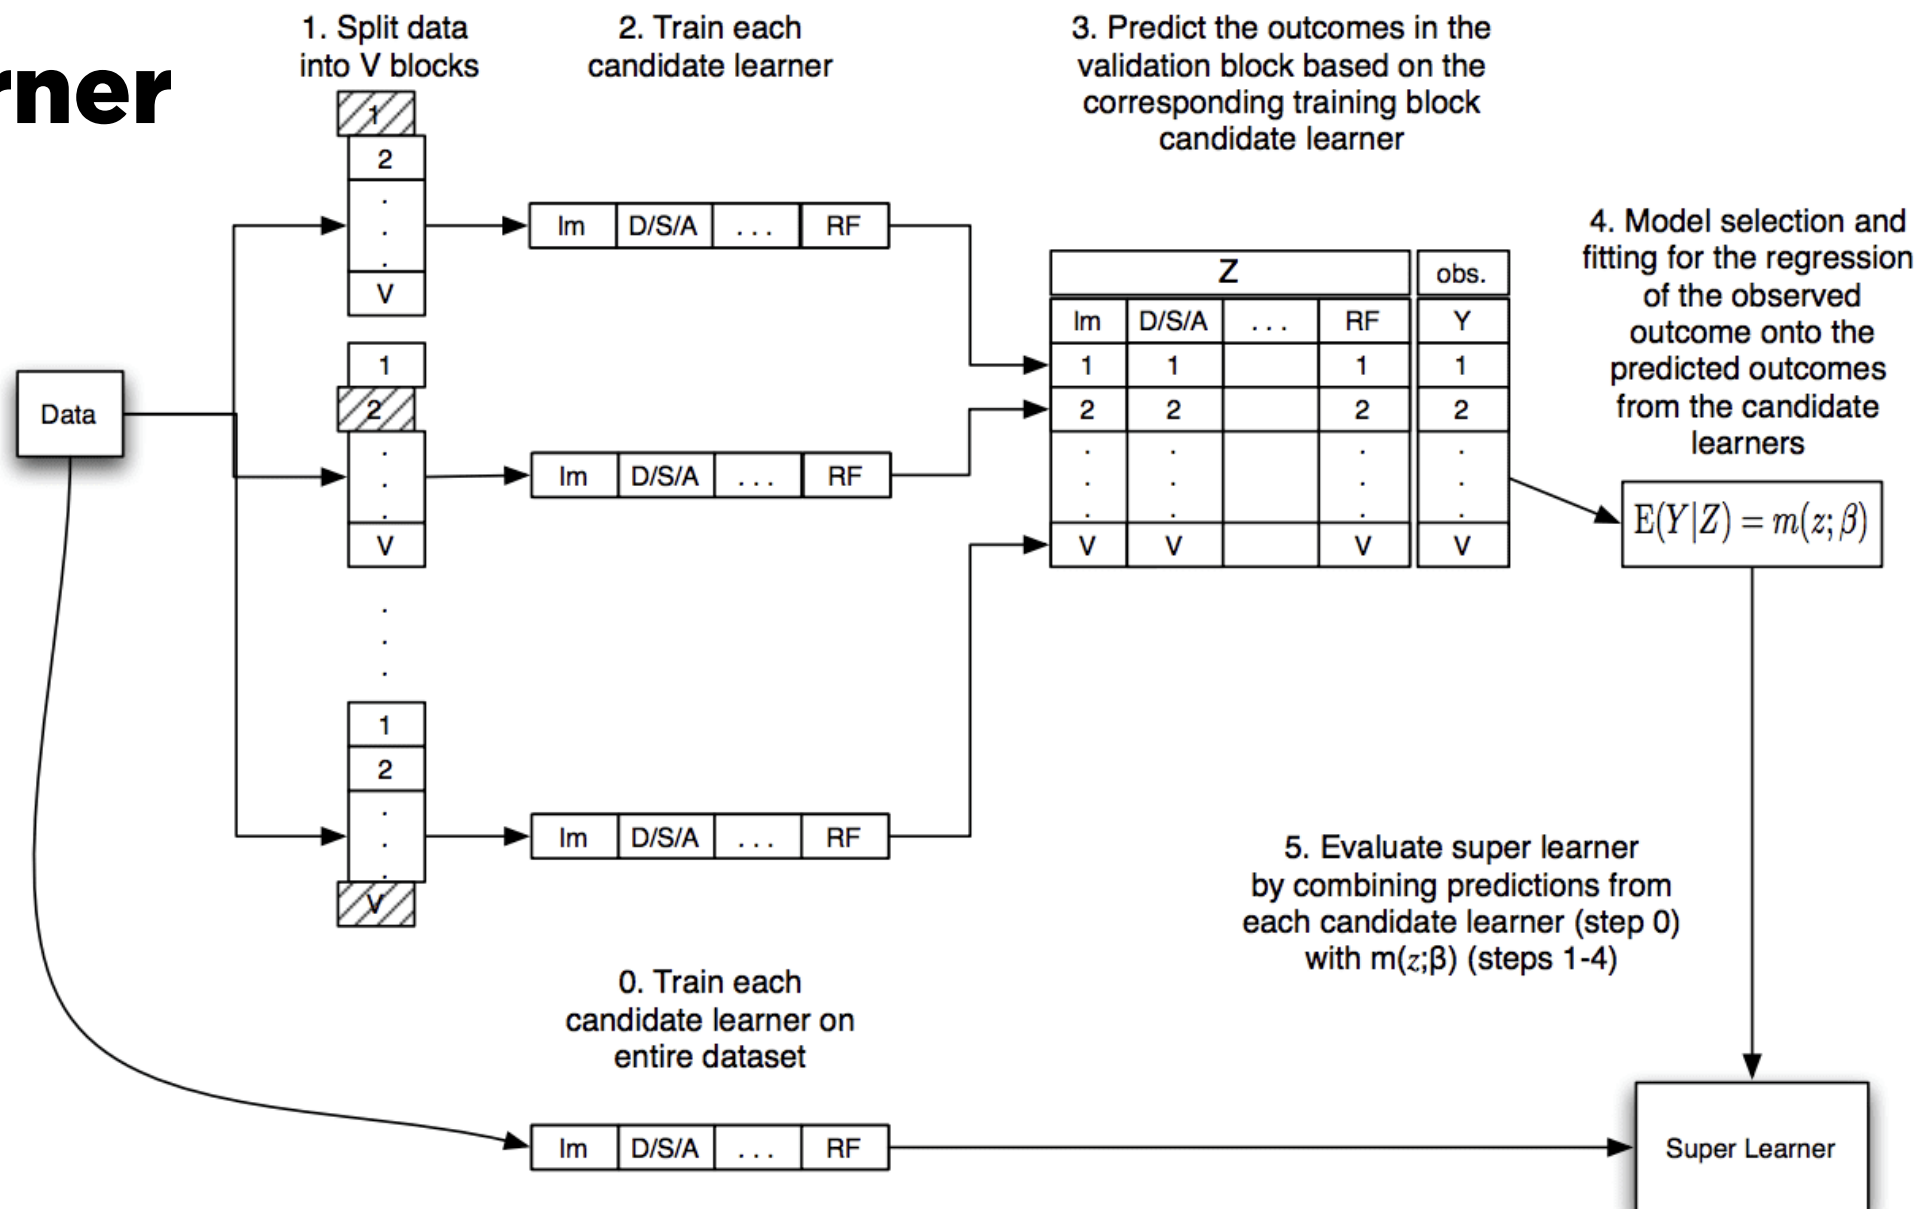 rner
1. Split data
into V blocks
2. Train each
candidate learner
3. Predict the outcomes in the
validation block based on the
corresponding training block
candidate learner
1
2
.
.
.
V
lm D/S/A . . . RF
4. Model selection and
fitting for the regression
of the observed
outcome onto the
predicted outcomes
from the candidate
learners
Z obs.
lm D/S/A . . . RF Y
1 1 1 1
2 2 2 2
. . . .
. . . .
. . . .
V V V V
Data
1
2
.
.
.
V
lm D/S/A . . . RF
E(Y|Z) = m(z; β)
.
.
.
1
2
.
.
.
V
lm D/S/A . . . RF
5. Evaluate super learner
by combining predictions from
each candidate learner (step 0)
with m(z;β) (steps 1-4)
0. Train each
candidate learner on
entire dataset
lm D/S/A . . . RF
Super Learner